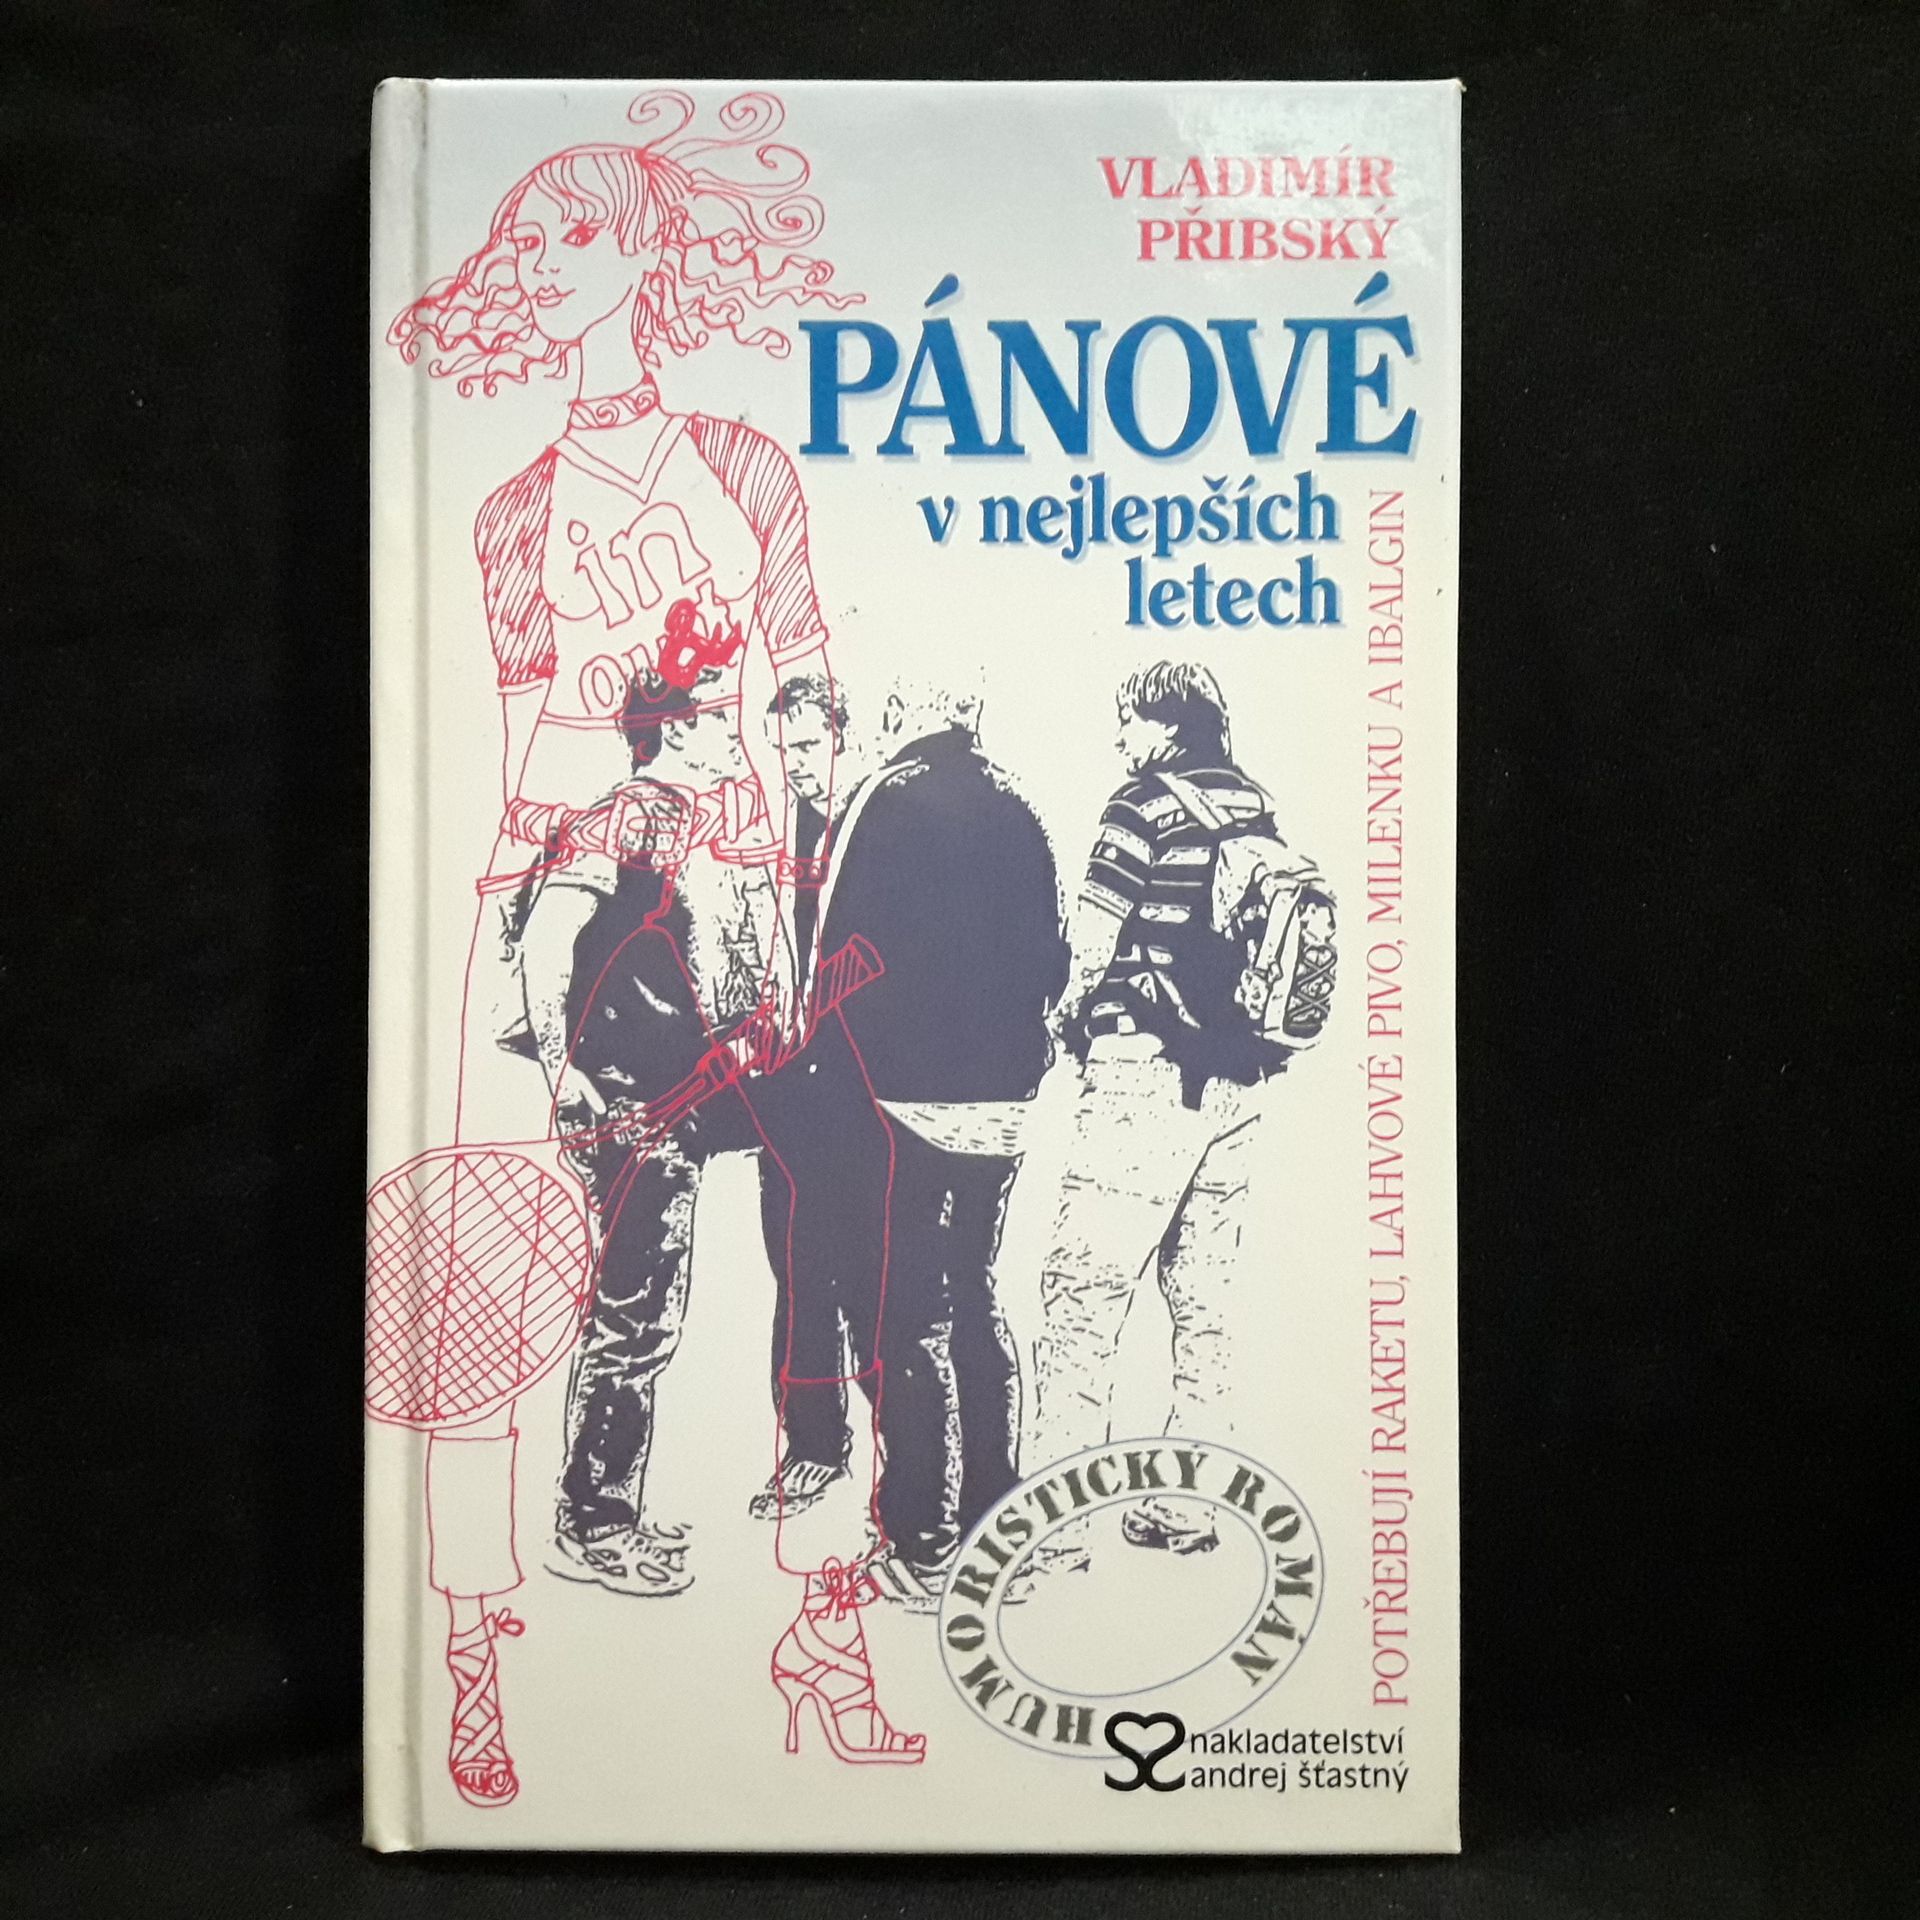 VLADIMÍR
PŘIBSKÝ
PÁNOVÉ
v nejlepších
letech
POTŘEBUJÍ RAKETU, LAHVOVÉ PIVO, MILENKU A IBALGIN
in
HUMORISTICKÝ ROMÁN
nakladatelství
andrej šťastný